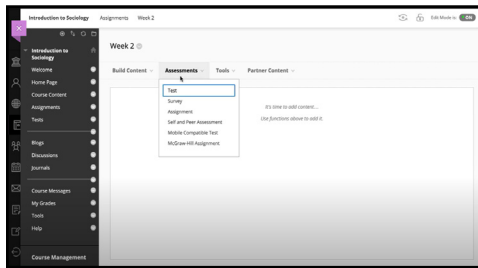 Introduction to Sociology Assignments Week 2
Edit Mode is: ON
Introduction to Sociology
Welcome
Home Page
Course Content
Assignments
Tests
Blogs
Discussions
Journals
Course Messages
My Grades
Tools
Help
Course Management
Week 2
Build Content Assessments Tools Partner Content
Test
Survey
Assignment
Self and Peer Assessment
Mobile Compatible Test
McGraw-Hill Assignment
It's time to add content...
Use functions above to add it.